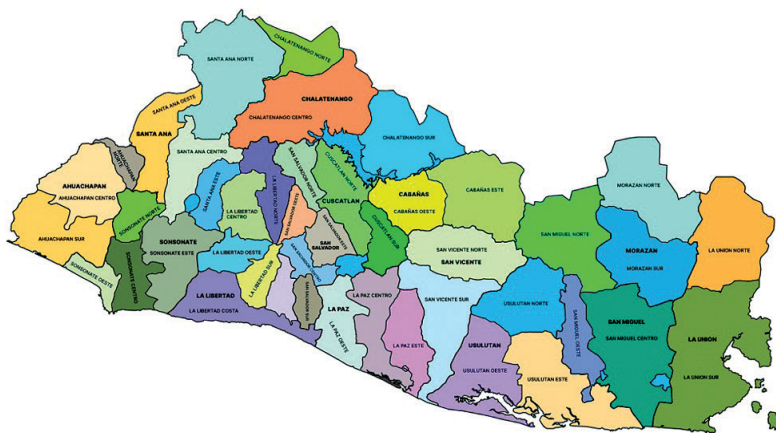 SANTA ANA NORTE
CHALATENANGO NORTE
SANTA ANA OESTE
CHALATENANGO
CHALATENANGO CENTRO
SANTA ANA
CHALATENANGO SUR
SANTA ANA CENTRO
SAN SALVADOR NORTE
CUSCATLAN NORTE
AHUACHAPAN NORTE
AHUACHAPAN
AHUACHAPAN CENTRO
SANTA ANA ESTE
LA LIBERTAD NORTE
CUSCATLAN
CABAÑAS
CABAÑAS OESTE
CABAÑAS ESTE
MORAZAN NORTE
SONSONATE NORTE
LA LIBERTAD CENTRO
SAN SALVADOR OESTE
SAN SALVADOR ESTE
CUSCATLAN SUR
SAN MIGUEL NORTE
AHUACHAPAN SUR
SONSONATE
SONSONATE ESTE
LA LIBERTAD OESTE
SAN SALVADOR
SAN SALVADOR CENTRO
SAN VICENTE NORTE
SAN VICENTE
MORAZAN
MORAZAN SUR
LA UNION NORTE
SONSONATE OESTE
SONSONATE CENTRO
LA LIBERTAD SUR
LA LIBERTAD
LA LIBERTAD COSTA
SAN SALVADOR SUR
LA PAZ
LA PAZ OESTE
LA PAZ CENTRO
LA PAZ ESTE
SAN VICENTE SUR
USULUTAN NORTE
SAN MIGUEL OESTE
SAN MIGUEL
SAN MIGUEL CENTRO
USULUTAN
USULUTAN OESTE
USULUTAN ESTE
LA UNION
LA UNION SUR